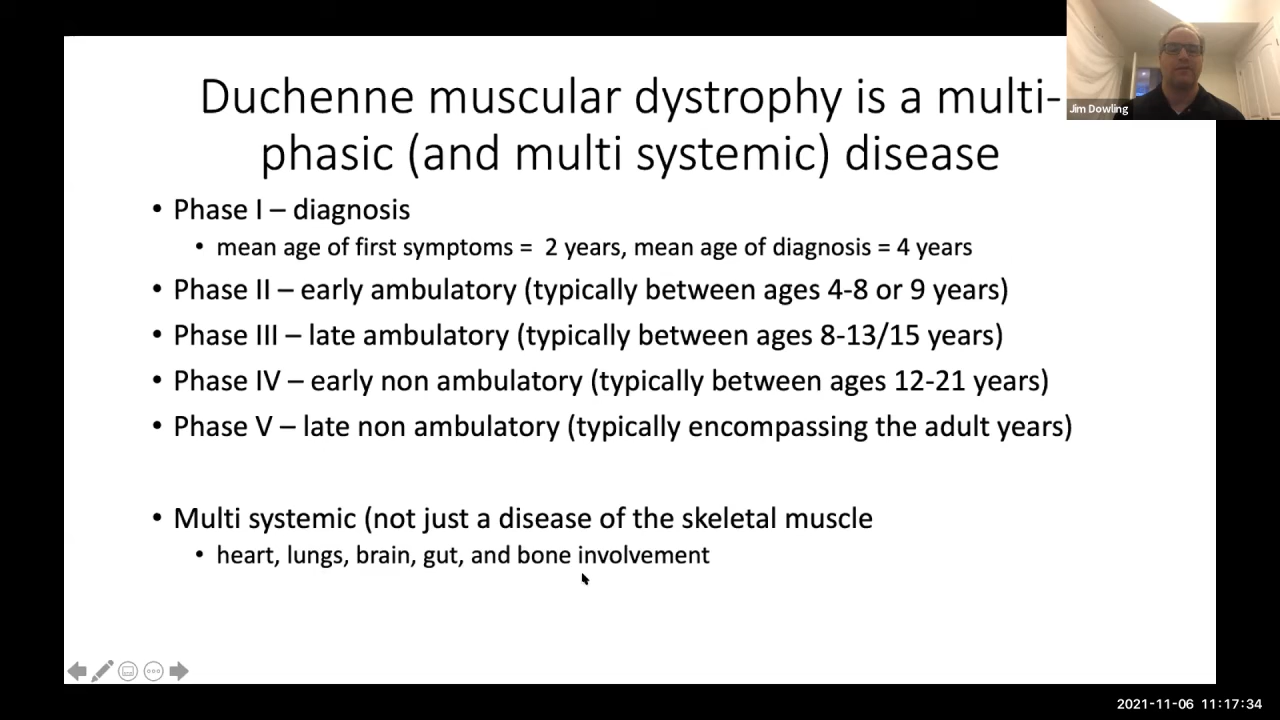 Duchenne muscular dystrophy is a multi-
phasic (and multi systemic) disease
Jim Dowling
• Phase I – diagnosis
• mean age of first symptoms =  2 years, mean age of diagnosis = 4 years
• Phase II – early ambulatory (typically between ages 4-8 or 9 years)
• Phase III – late ambulatory (typically between ages 8-13/15 years)
• Phase IV – early non ambulatory (typically between ages 12-21 years)
• Phase V – late non ambulatory (typically encompassing the adult years)
• Multi systemic (not just a disease of the skeletal muscle
• heart, lungs, brain, gut, and bone involvement
2021-11-06 11:17:34